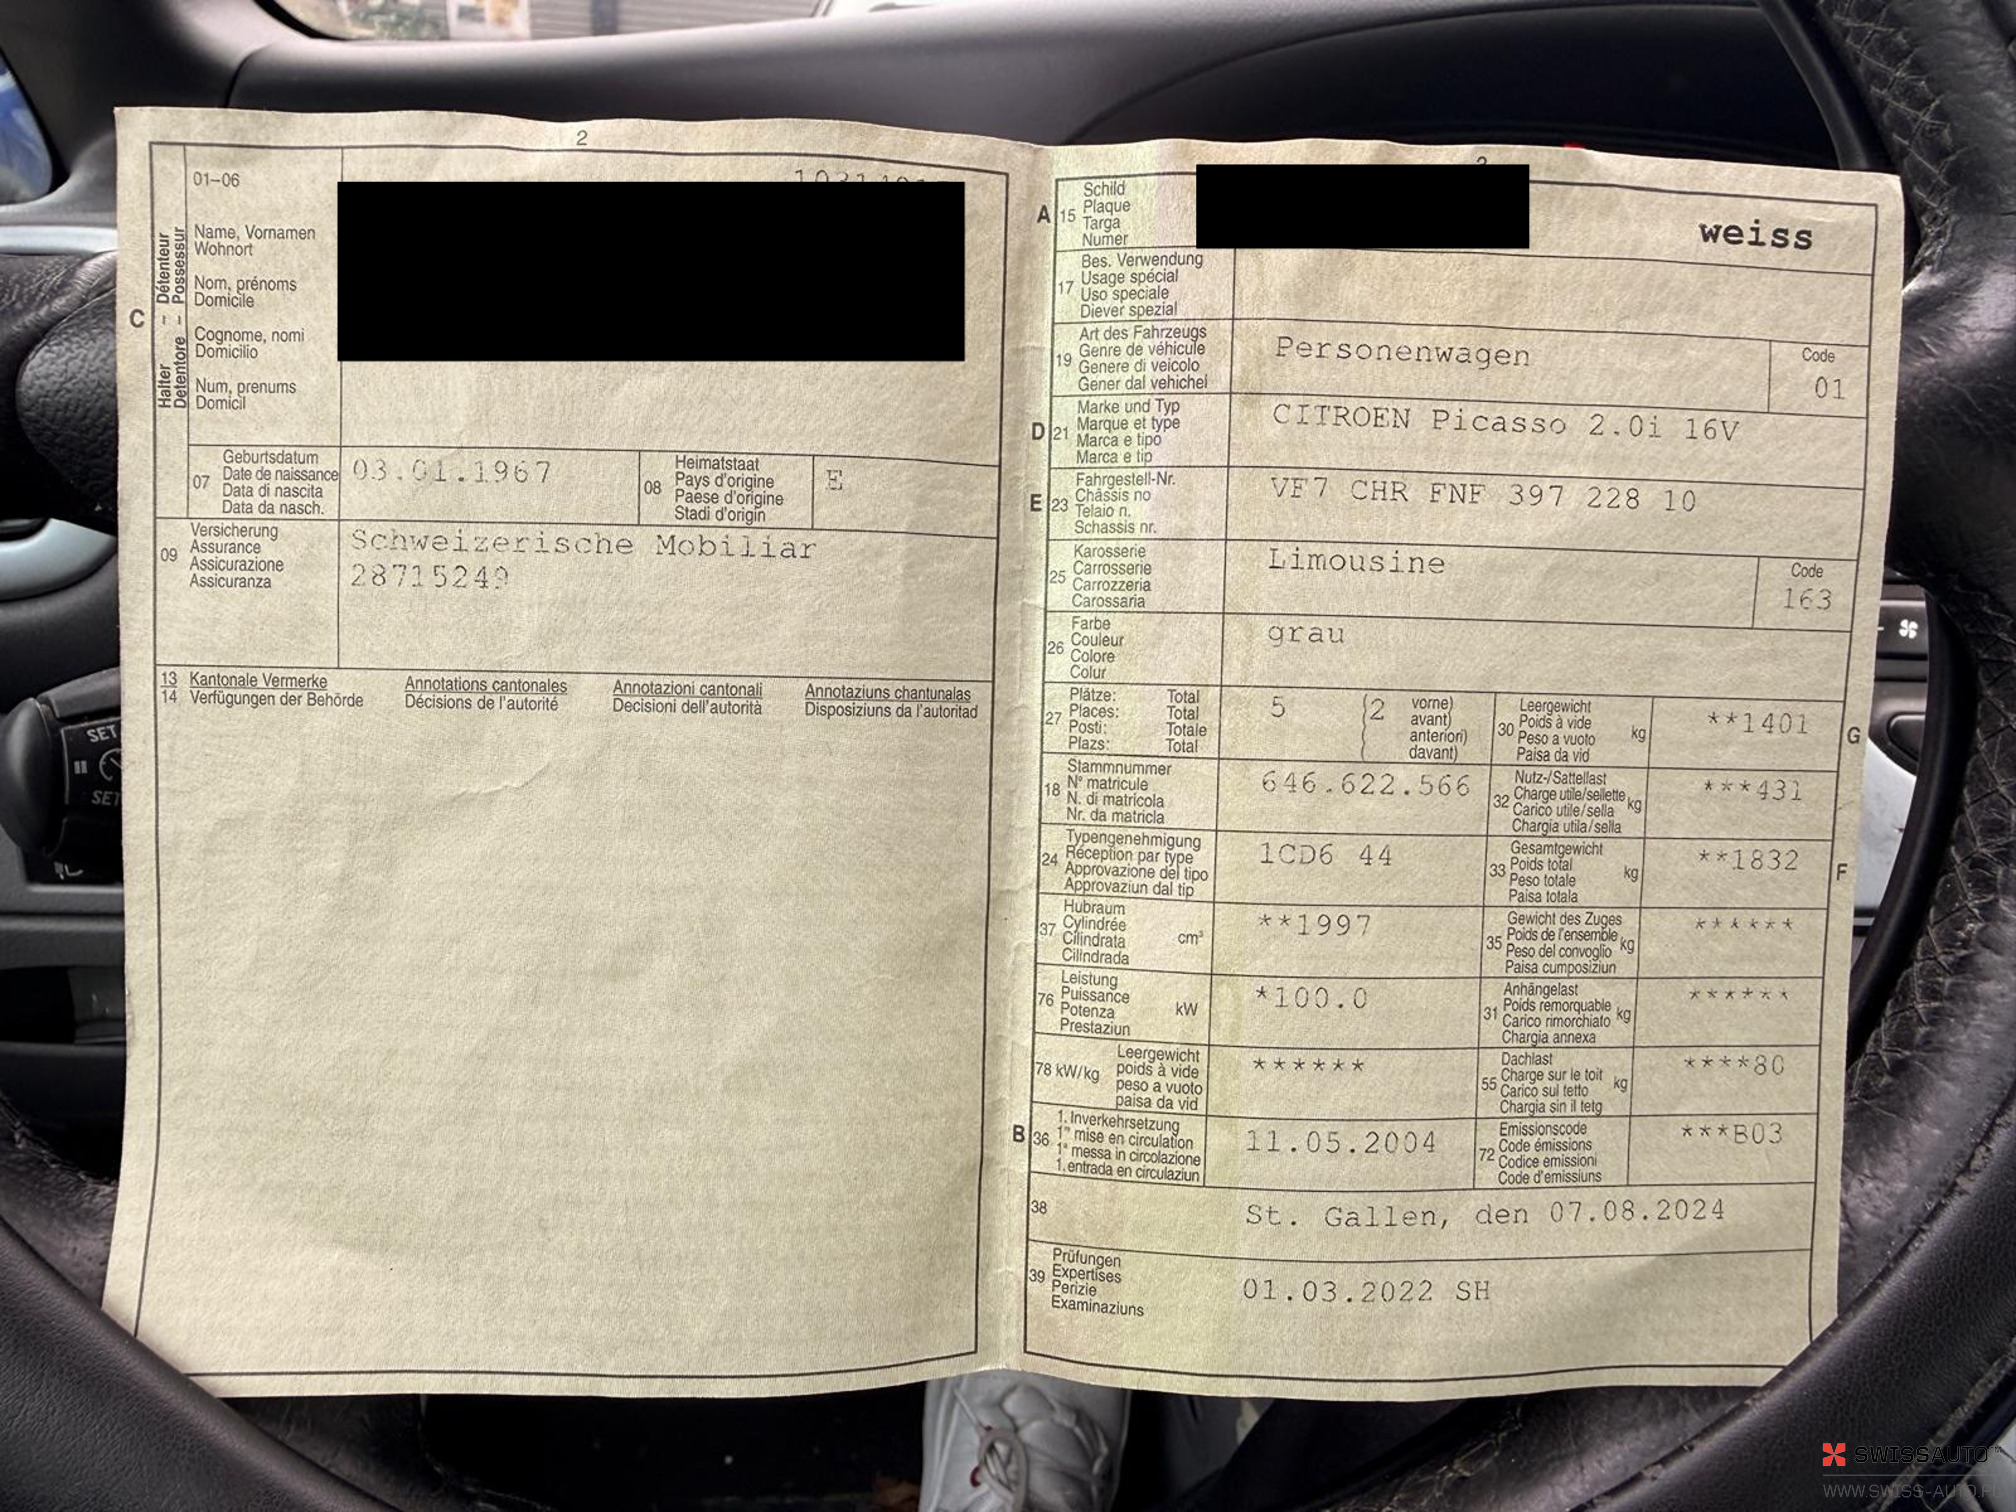 2
01–06
Halter – Détenteur
Detentore – Possessur
C
Name, Vornamen
Wohnort
Nom, prénoms
Domicile
Cognome, nomi
Domicilio
Num, prenums
Domicil
07
Geburtsdatum
Date de naissance
Data di nascita
Data da nasch.
03.01.1967
08
Heimatstaat
Pays d'origine
Paese d'origine
Stadi d'origin
E
09
Versicherung
Assurance
Assicurazione
Assicuranza
Schweizerische Mobiliar
28715249
13 Kantonale Vermerke Annotations cantonales Annotazioni cantonali Annotaziuns chantunalas
14 Verfügungen der Behörde Décisions de l'autorité Decisioni dell'autorità Disposiziuns da l'autoritad
A 15
Schild
Plaque
Targa
Numer
weiss
17
Bes. Verwendung
Usage spécial
Uso speciale
Diever spezial
19
Art des Fahrzeugs
Genre de véhicule
Genere di veicolo
Gener dal vehichel
Personenwagen
Code
01
D 21
Marke und Typ
Marque et type
Marca e tipo
Marca e tip
CITROEN Picasso 2.0i 16V
E 23
Fahrgestell-Nr.
Châssis no
Telaio n.
Schassis nr.
VF7 CHR FNF 397 228 10
25
Karosserie
Carrosserie
Carrozzeria
Carossaria
Limousine
Code
163
26
Farbe
Couleur
Colore
Colur
grau
27
Plätze: Total
Places: Total
Posti: Totale
Plazs: Total
5
(2
vorne)
avant)
anteriori)
davant)
30
Leergewicht
Poids à vide
Peso a vuoto
Paisa da vid
kg
**1401
G
18
Stammnummer
N° matricule
N. di matricola
Nr. da matricla
646.622.566
32
Nutz-/Sattellast
Charge utile/sellette
Carico utile/sella
Chargia utila/sella
kg
***431
24
Typengenehmigung
Réception par type
Approvazione del tipo
Approvaziun dal tip
1CD6 44
33
Gesamtgewicht
Poids total
Peso totale
Paisa totala
kg
**1832
F
37
Hubraum
Cylindrée
Cilindrata
Cilindrada
cm³
**1997
35
Gewicht des Zuges
Poids de l'ensemble
Peso del convoglio
Paisa cumposiziun
kg
******
76
Leistung
Puissance
Potenza
Prestaziun
kW
*100.0
31
Anhängelast
Poids remorquable
Carico rimorchiato
Chargia annexa
kg
******
78 kW/kg
Leergewicht
poids à vide
peso a vuoto
paisa da vid
******
55
Dachlast
Charge sur le toit
Carico sul tetto
Chargia sin il tetg
kg
****80
B 36
1. Inverkehrsetzung
1re mise en circulation
1a messa in circolazione
1. entrada en circulaziun
11.05.2004
72
Emissionscode
Code émissions
Codice emissioni
Code d'emissiuns
***B03
38
St. Gallen, den 07.08.2024
39
Prüfungen
Expertises
Perizie
Examinaziuns
01.03.2022 SH
SET
SET
SWISSAUTO
WWW.SWISS-AUTO.PL